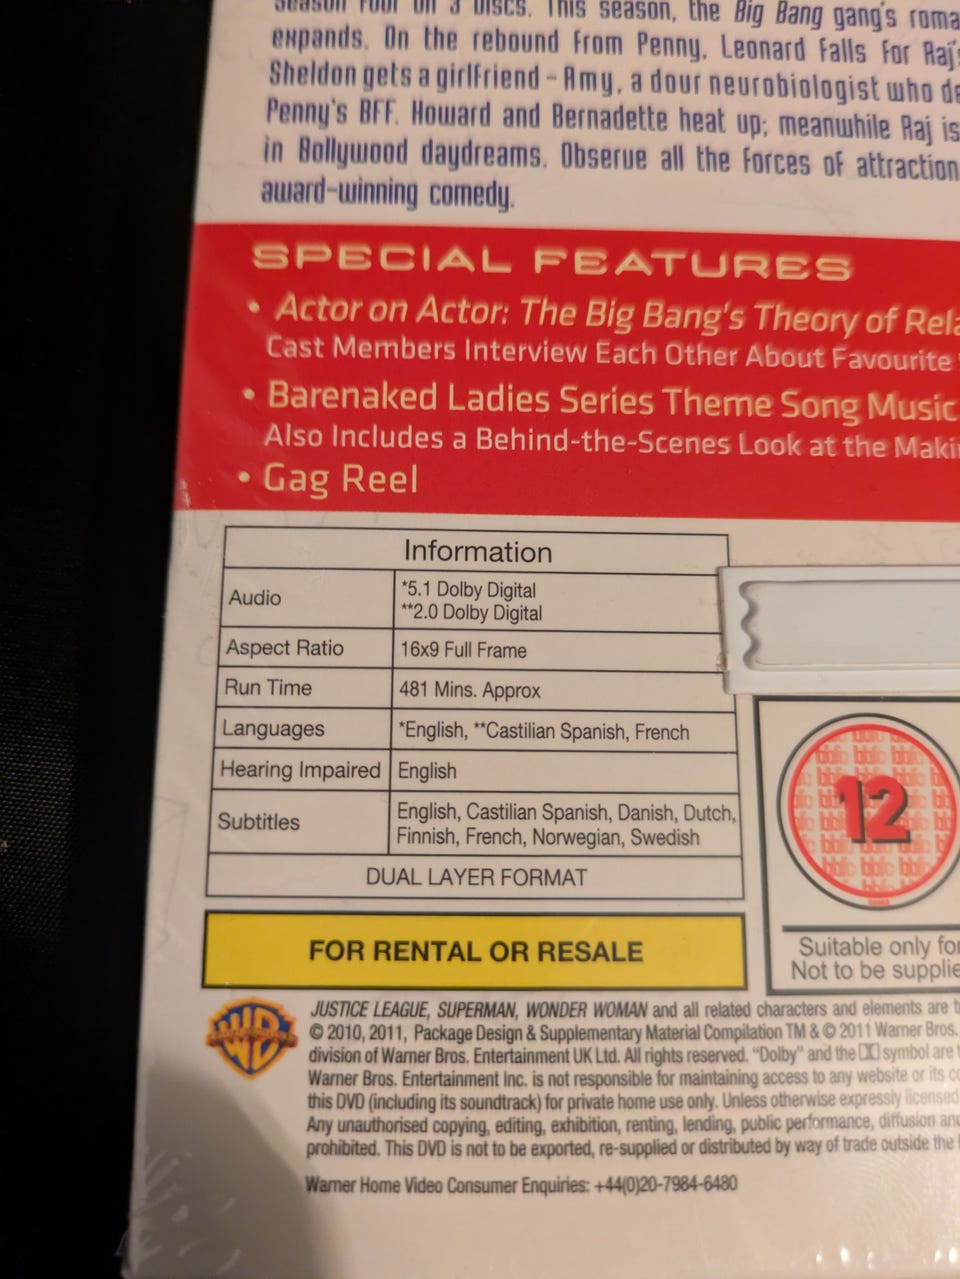 Season Four on 3 Discs. This season, the Big Bang gang's roma
expands. On the rebound from Penny, Leonard falls for Raj's
Sheldon gets a girlfriend – Amy, a dour neurobiologist who de
Penny's BFF. Howard and Bernadette heat up; meanwhile Raj is
in Bollywood daydreams. Observe all the forces of attraction
award-winning comedy.
SPECIAL FEATURES
• Actor on Actor: The Big Bang's Theory of Rela
Cast Members Interview Each Other About Favourite
• Barenaked Ladies Series Theme Song Music
Also Includes a Behind-the-Scenes Look at the Maki
• Gag Reel
Information
Audio
*5.1 Dolby Digital
**2.0 Dolby Digital
Aspect Ratio
16x9 Full Frame
Run Time
481 Mins. Approx
Languages
*English, **Castilian Spanish, French
Hearing Impaired
English
Subtitles
English, Castilian Spanish, Danish, Dutch,
Finnish, French, Norwegian, Swedish
DUAL LAYER FORMAT
12
Suitable only for
Not to be supplie
FOR RENTAL OR RESALE
WB
JUSTICE LEAGUE, SUPERMAN, WONDER WOMAN and all related characters and elements are t
© 2010, 2011, Package Design & Supplementary Material Compilation TM & © 2011 Warner Bros.
division of Warner Bros. Entertainment UK Ltd. All rights reserved. "Dolby" and the symbol are t
Warner Bros. Entertainment Inc. is not responsible for maintaining access to any website or its co
this DVD (including its soundtrack) for private home use only. Unless otherwise expressly licensed
Any unauthorised copying, editing, exhibition, renting, lending, public performance, diffusion and
prohibited. This DVD is not to be exported, re-supplied or distributed by way of trade outside the
Warner Home Video Consumer Enquiries: +44(0)20-7984-6480